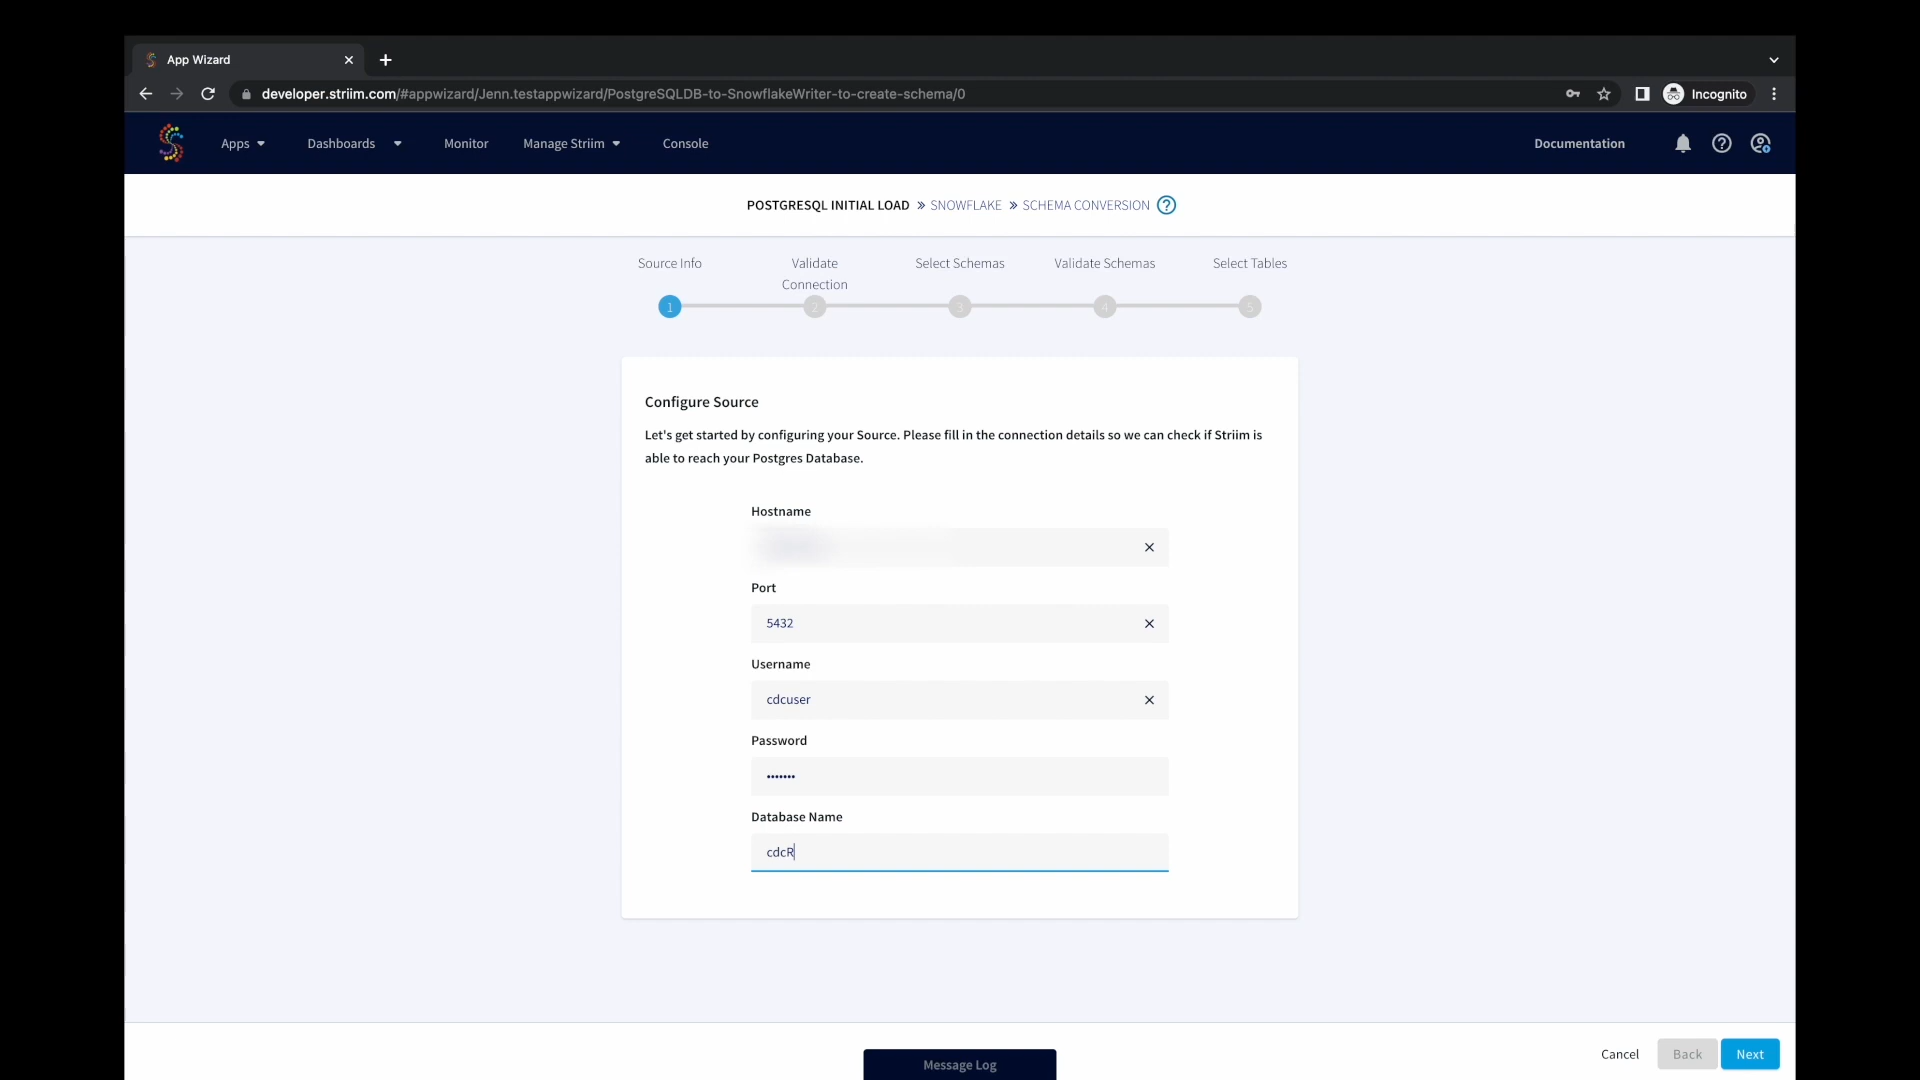 App Wizard
developer.striim.com/#appwizard/Jenn.testappwizard/PostgreSQLDB-to-SnowflakeWriter-to-create-schema/0
Incognito
Apps Dashboards Monitor Manage Striim Console Documentation
POSTGRESQL INITIAL LOAD » SNOWFLAKE » SCHEMA CONVERSION ?
Source Info Validate Connection Select Schemas Validate Schemas Select Tables
1 2 3 4 5
Configure Source
Let's get started by configuring your Source. Please fill in the connection details so we can check if Striim is
able to reach your Postgres Database.
Hostname
Port
5432
Username
cdcuser
Password
•••••••
Database Name
cdcR
Cancel Back Next
Message Log